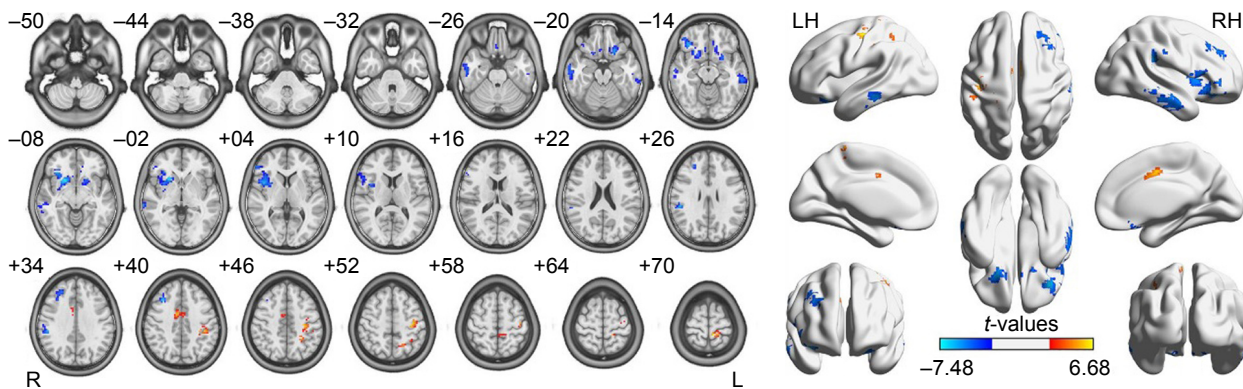 –50 –44 –38 –32 –26 –20 –14
–08 –02 +04 +10 +16 +22 +26
+34 +40 +46 +52 +58 +64 +70
R L
LH RH
t-values
–7.48 6.68